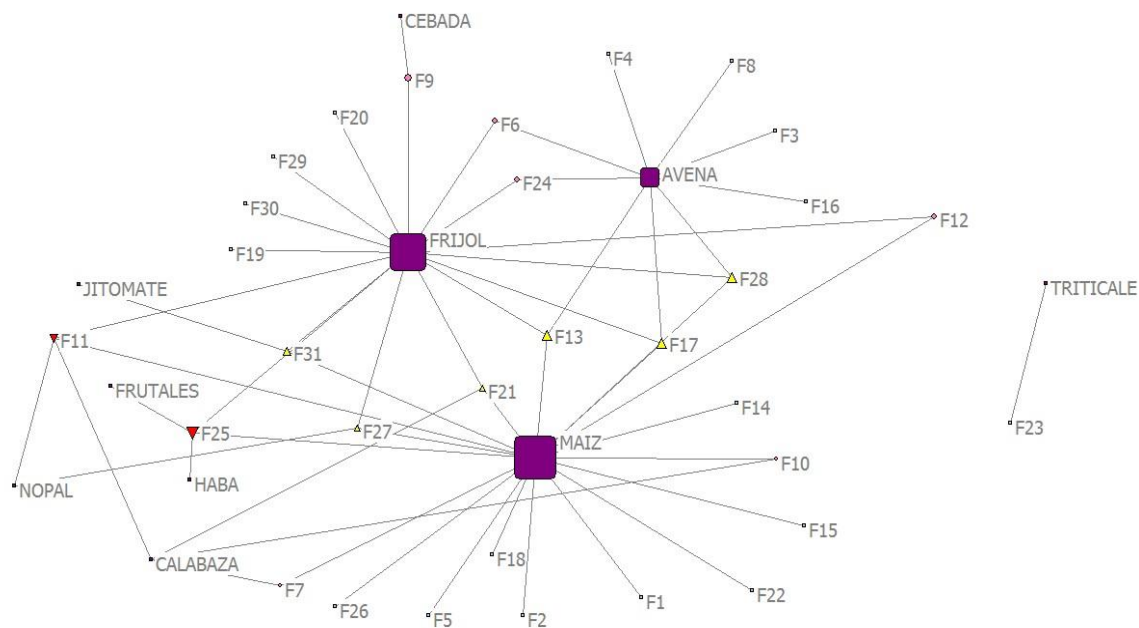 CEBADA
F4
F8
F9
F20
F6
F3
F29
AVENA
F24
F30
F16
F12
FRIJOL
F19
F28
JITOMATE
TRITICALE
F11
F13
F17
F31
F21
FRUTALES
F14
F25
F27
MAIZ
F23
F10
NOPAL
HABA
F15
F18
CALABAZA
F7
F22
F1
F26
F5
F2